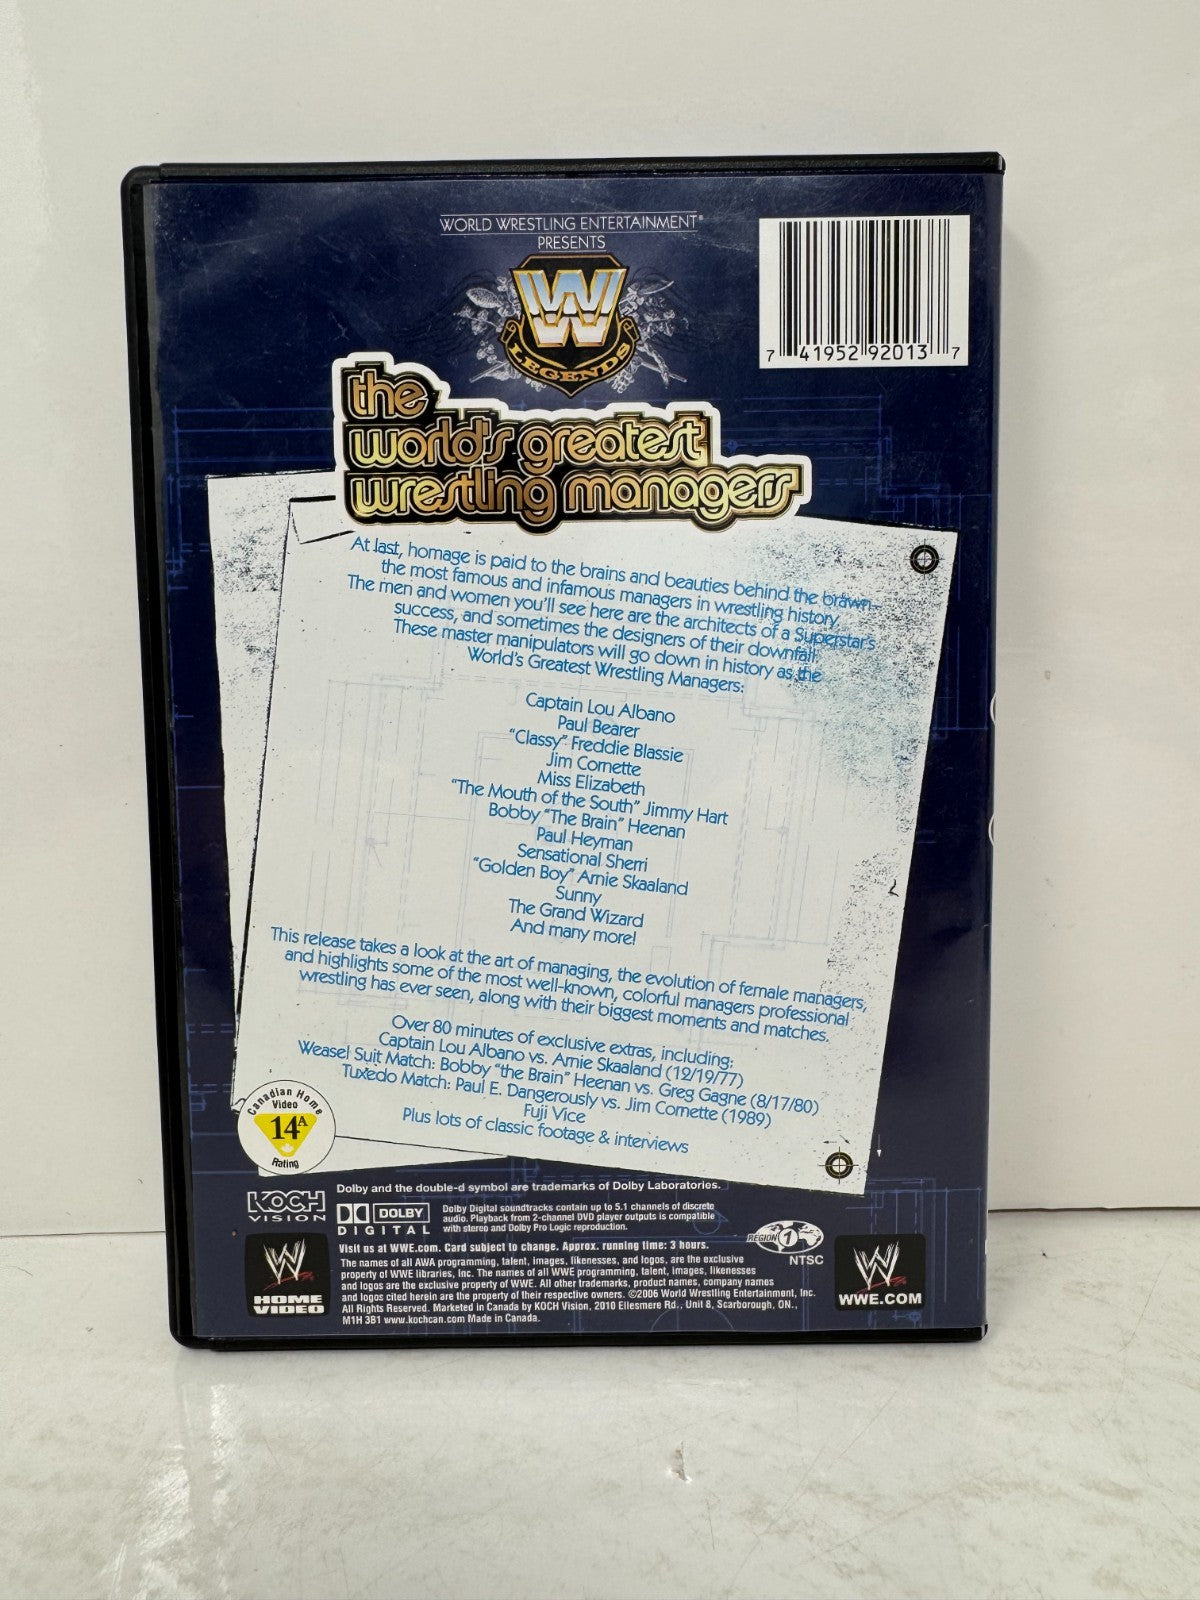 WORLD WRESTLING ENTERTAINMENT®
PRESENTS
LEGENDS
7 41952 92013 7
the
world's greatest
wrestling managers
At last, homage is paid to the brains and beauties behind the brawn–
the most famous and infamous managers in wrestling history.
The men and women you'll see here are the architects of a Superstar's
success, and sometimes the designers of their downfall.
These master manipulators will go down in history as the
World's Greatest Wrestling Managers:
Captain Lou Albano
Paul Bearer
"Classy" Freddie Blassie
Jim Cornette
Miss Elizabeth
"The Mouth of the South" Jimmy Hart
Bobby "The Brain" Heenan
Paul Heyman
Sensational Sherri
"Golden Boy" Arnie Skaaland
Sunny
The Grand Wizard
And many more!
This release takes a look at the art of managing, the evolution of female managers,
and highlights some of the most well-known, colorful managers professional
wrestling has ever seen, along with their biggest moments and matches.
Over 80 minutes of exclusive extras, including:
Captain Lou Albano vs. Arnie Skaaland (12/19/77)
Weasel Suit Match: Bobby "the Brain" Heenan vs. Greg Gagne (8/17/80)
Tuxedo Match: Paul E. Dangerously vs. Jim Cornette (1989)
Fuji Vice
Plus lots of classic footage & interviews
Canadian Home
Video
14A
Rating
KOCH
VISION
Dolby and the double-d symbol are trademarks of Dolby Laboratories.
DOLBY
DIGITAL
Dolby Digital soundtracks contain up to 5.1 channels of discrete
audio. Playback from 2-channel DVD player outputs is compatible
with stereo and Dolby Pro Logic reproduction.
REGION 1
NTSC
W
HOME
VIDEO
Visit us at WWE.com. Card subject to change. Approx. running time: 3 hours.
The names of all AWA programming, talent, images, likenesses, and logos, are the exclusive
property of WWE libraries, Inc. The names of all WWE programming, talent, images, likenesses
and logos are the exclusive property of WWE. All other trademarks, product names, company names
and logos cited herein are the property of their respective owners. ©2006 World Wrestling Entertainment, Inc.
All Rights Reserved. Marketed in Canada by KOCH Vision, 2010 Ellesmere Rd., Unit 8, Scarborough, ON.,
M1H 3B1 www.kochcan.com Made in Canada.
W
WWE.COM